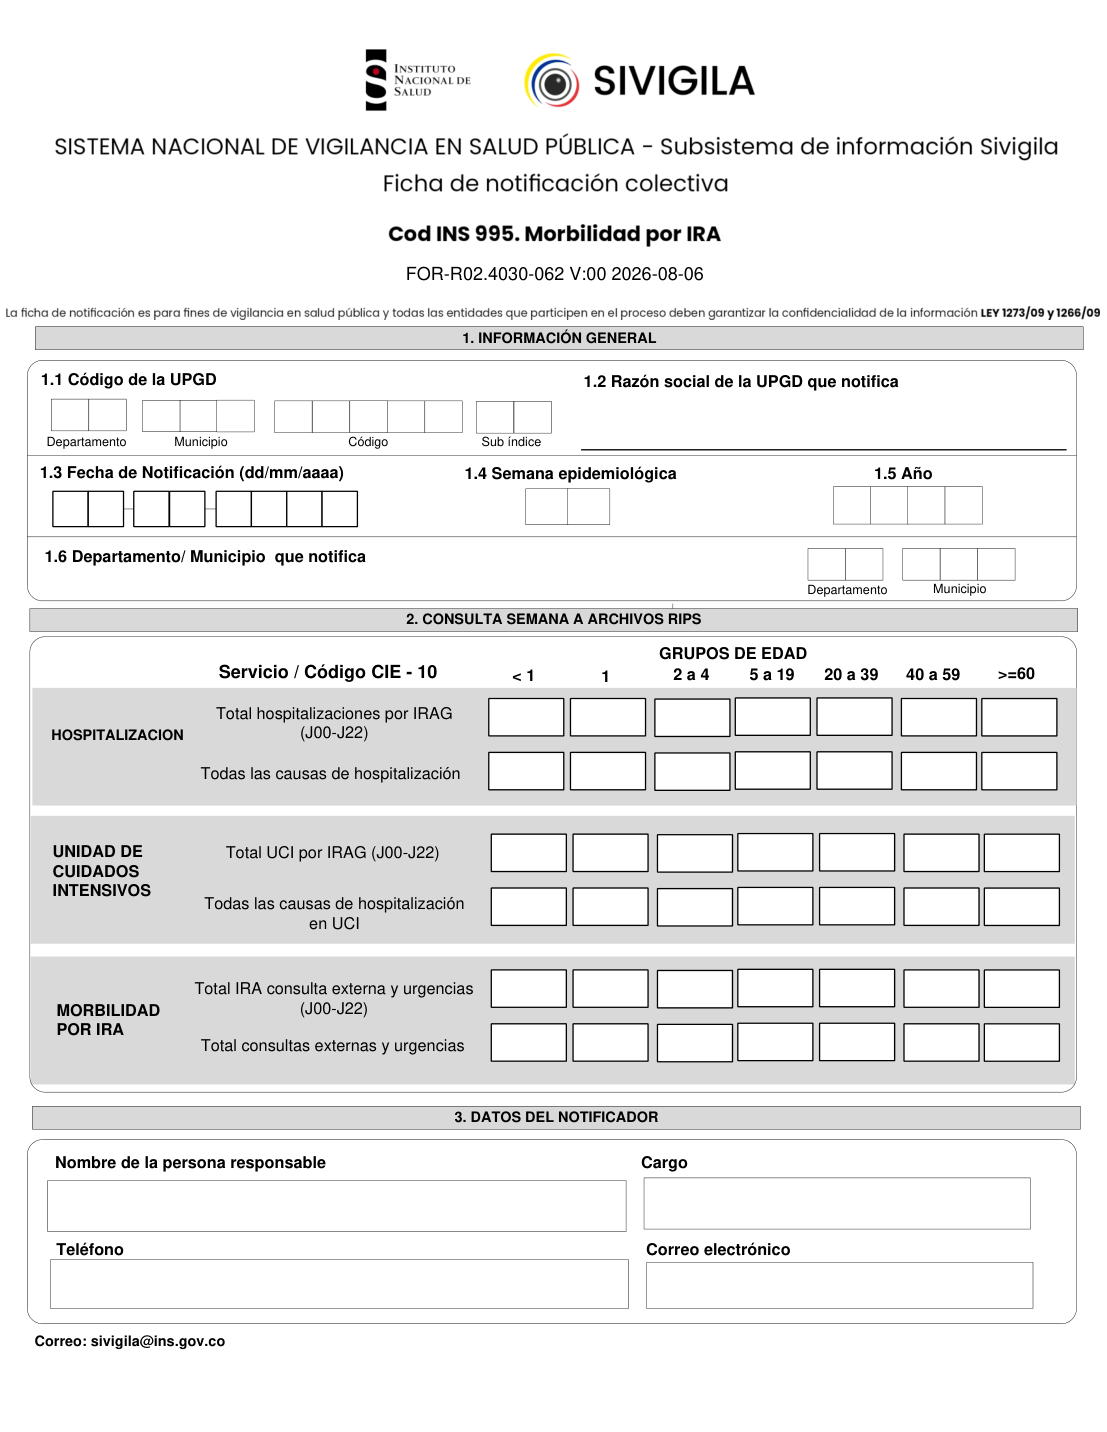 INSTITUTO
NACIONAL DE
SALUD
SIVIGILA
SISTEMA NACIONAL DE VIGILANCIA EN SALUD PÚBLICA - Subsistema de información Sivigila
Ficha de notificación colectiva
Cod INS 995. Morbilidad por IRA
FOR-R02.4030-062 V:00 2026-08-06
La ficha de notificación es para fines de vigilancia en salud pública y todas las entidades que participen en el proceso deben garantizar la confidencialidad de la información LEY 1273/09 y 1266/09
1. INFORMACIÓN GENERAL
1.1 Código de la UPGD
1.2 Razón social de la UPGD que notifica
Departamento Municipio Código Sub índice
1.3 Fecha de Notificación (dd/mm/aaaa)
1.4 Semana epidemiológica
1.5 Año
1.6 Departamento/ Municipio que notifica
Departamento Municipio
2. CONSULTA SEMANA A ARCHIVOS RIPS
GRUPOS DE EDAD
Servicio / Código CIE - 10 < 1 1 2 a 4 5 a 19 20 a 39 40 a 59 >=60
HOSPITALIZACION
Total hospitalizaciones por IRAG
(J00-J22)
Todas las causas de hospitalización
UNIDAD DE
CUIDADOS
INTENSIVOS
Total UCI por IRAG (J00-J22)
Todas las causas de hospitalización
en UCI
MORBILIDAD
POR IRA
Total IRA consulta externa y urgencias
(J00-J22)
Total consultas externas y urgencias
3. DATOS DEL NOTIFICADOR
Nombre de la persona responsable
Cargo
Teléfono
Correo electrónico
Correo: sivigila@ins.gov.co